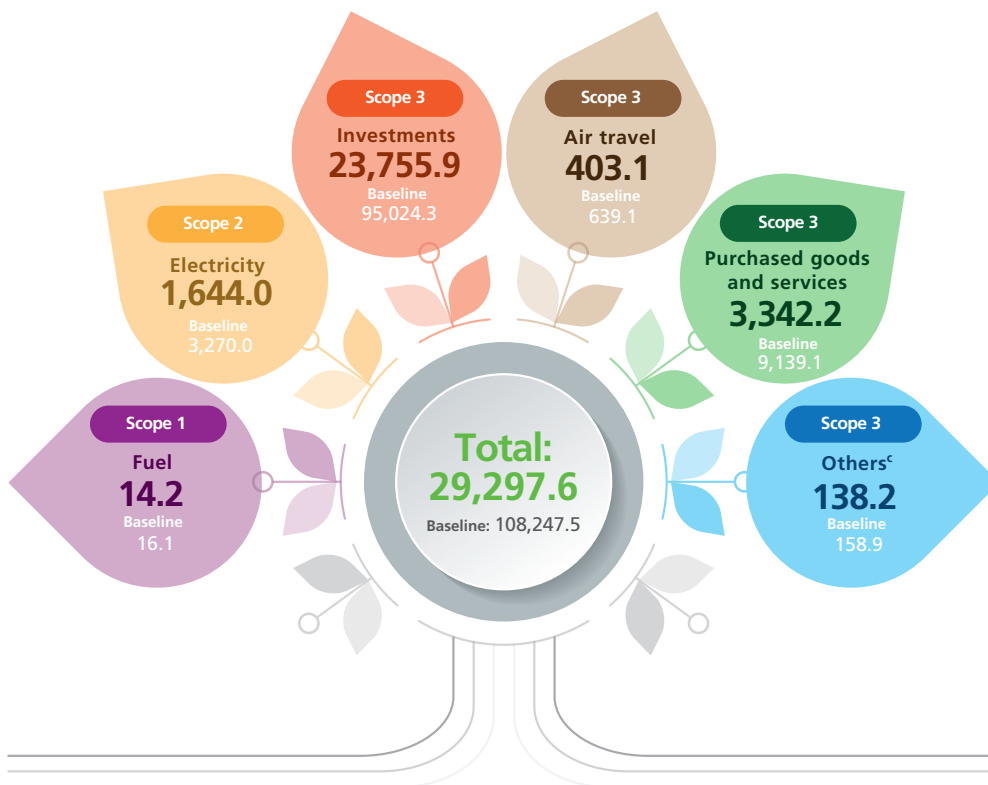 Scope 3
Investments
23,755.9
Baseline
95,024.3
Scope 3
Air travel
403.1
Baseline
639.1
Scope 2
Electricity
1,644.0
Baseline
3,270.0
Scope 3
Purchased goods
and services
3,342.2
Baseline
9,139.1
Scope 1
Fuel
14.2
Baseline
16.1
Total:
29,297.6
Baseline: 108,247.5
Scope 3
Othersᶜ
138.2
Baseline
158.9